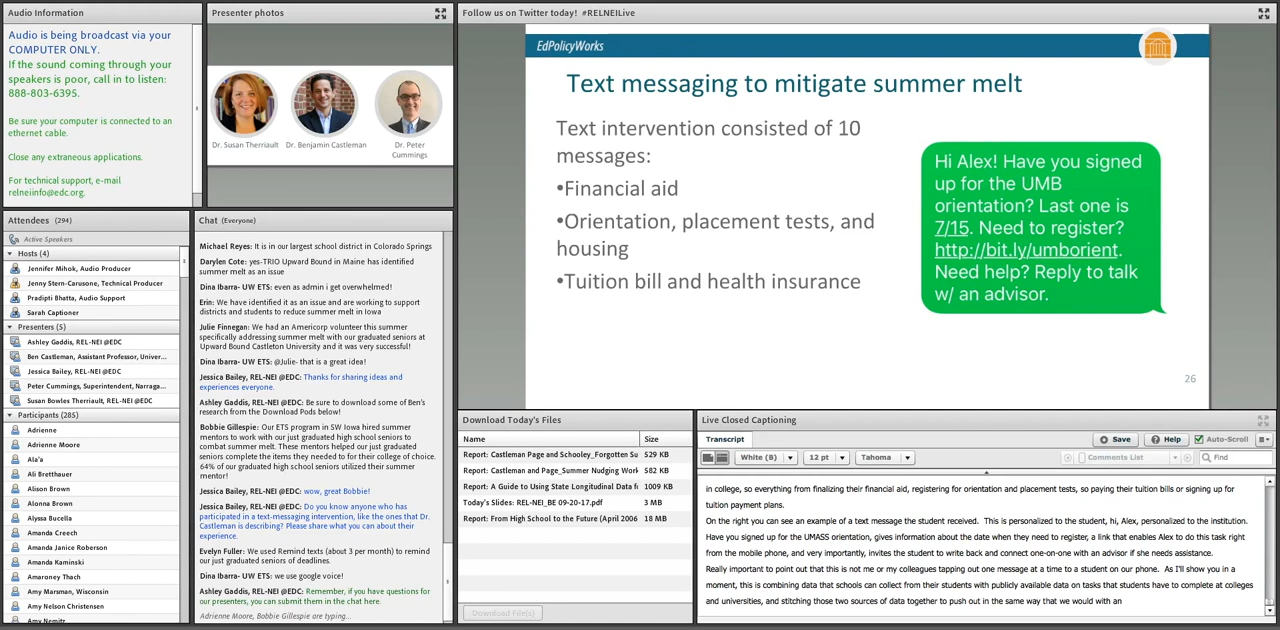 Audio Information
Audio is being broadcast via your
COMPUTER ONLY.
If the sound coming through your
speakers is poor, call in to listen:
888-803-6395.
Be sure your computer is connected to an
ethernet cable.
Close any extraneous applications.
For technical support, e-mail
relneiinfo@edc.org.
Presenter photos
Dr. Susan Therriault
Dr. Benjamin Castleman
Dr. Peter
Cummings
Attendees (294)
Active Speakers
Hosts (4)
Jennifer Mihok, Audio Producer
Jenny Stern-Carusone, Technical Producer
Pradipti Bhatta, Audio Support
Sarah Captioner
Presenters (5)
Ashley Gaddis, REL-NEI @EDC
Ben Castleman, Assistant Professor, Univer...
Jessica Bailey, REL-NEI @EDC
Peter Cummings, Superintendent, Narraga...
Susan Bowles Therriault, REL-NEI @EDC
Participants (285)
Adrienne
Adrienne Moore
Ala'a
Ali Bretthauer
Alison Brown
Alonna Brown
Alyssa Bucella
Amanda Creech
Amanda Janice Roberson
Amanda Kaminski
Amaroney Thach
Amy Marsman, Wisconsin
Amy Nelson Christensen
Amy Nemitz
Chat (Everyone)
Michael Reyes: It is in our largest school district in Colorado Springs
Darylen Cote: yes-TRIO Upward Bound in Maine has identified
summer melt as an issue
Dina Ibarra- UW ETS: even as admin i get overwhelmed!
Erin: We have identified it as an issue and are working to support
districts and students to reduce summer melt in Iowa
Julie Finnegan: We had an Americorp volunteer this summer
specifically addressing summer melt with our graduated seniors at
Upward Bound Castleton University and it was very successful!
Dina Ibarra- UW ETS: @Julie- that is a great idea!
Jessica Bailey, REL-NEI @EDC: Thanks for sharing ideas and
experiences everyone.
Ashley Gaddis, REL-NEI @EDC: Be sure to download some of Ben's
research from the Download Pods below!
Bobbie Gillespie: Our ETS program in SW Iowa hired summer
mentors to work with our just graduated high school seniors to
combat summer melt. These mentors helped our just graduated
seniors complete the items they needed to for their college of choice.
64% of our graduated high school seniors utilized their summer
mentor!
Jessica Bailey, REL-NEI @EDC: wow, great Bobbie!
Jessica Bailey, REL-NEI @EDC: Do you know anyone who has
participated in a text-messaging intervention, like the ones that Dr.
Castleman is describing? Please share what you can about their
experience.
Evelyn Fuller: We used Remind texts (about 3 per month) to remind
our just graduated seniors of deadlines.
Dina Ibarra- UW ETS: we use google voice!
Ashley Gaddis, REL-NEI @EDC: Remember, if you have questions for
our presenters, you can submit them in the chat here.
Adrienne Moore, Bobbie Gillespie are typing...
Follow us on Twitter today! #RELNEILive
EdPolicyWorks
Text messaging to mitigate summer melt
Text intervention consisted of 10
messages:
•Financial aid
•Orientation, placement tests, and
housing
•Tuition bill and health insurance
Hi Alex! Have you signed
up for the UMB
orientation? Last one is
7/15. Need to register?
http://bit.ly/umborient.
Need help? Reply to talk
w/ an advisor.
26
Download Today's Files
Name Size
Report: Castleman Page and Schooley_Forgotten Su 529 KB
Report: Castleman and Page_Summer Nudging Work 582 KB
Report: A Guide to Using State Longitudinal Data fo 1009 KB
Today's Slides: REL-NEI_BE 09-20-17.pdf 3 MB
Report: From High School to the Future (April 2006 18 MB
Download File(s)
Live Closed Captioning
Transcript
Save
Help
Auto-Scroll
White (B)
12 pt
Tahoma
Comments List
Find
in college, so everything from finalizing their financial aid, registering for orientation and placement tests, so paying their tuition bills or signing up for
tuition payment plans.
On the right you can see an example of a text message the student received. This is personalized to the student, hi, Alex, personalized to the institution.
Have you signed up for the UMASS orientation, gives information about the date when they need to register, a link that enables Alex to do this task right
from the mobile phone, and very importantly, invites the student to write back and connect one-on-one with an advisor if she needs assistance.
Really important to point out that this is not me or my colleagues tapping out one message at a time to a student on our phone. As I'll show you in a
moment, this is combining data that schools can collect from their students with publicly available data on tasks that students have to complete at colleges
and universities, and stitching those two sources of data together to push out in the same way that we would with an